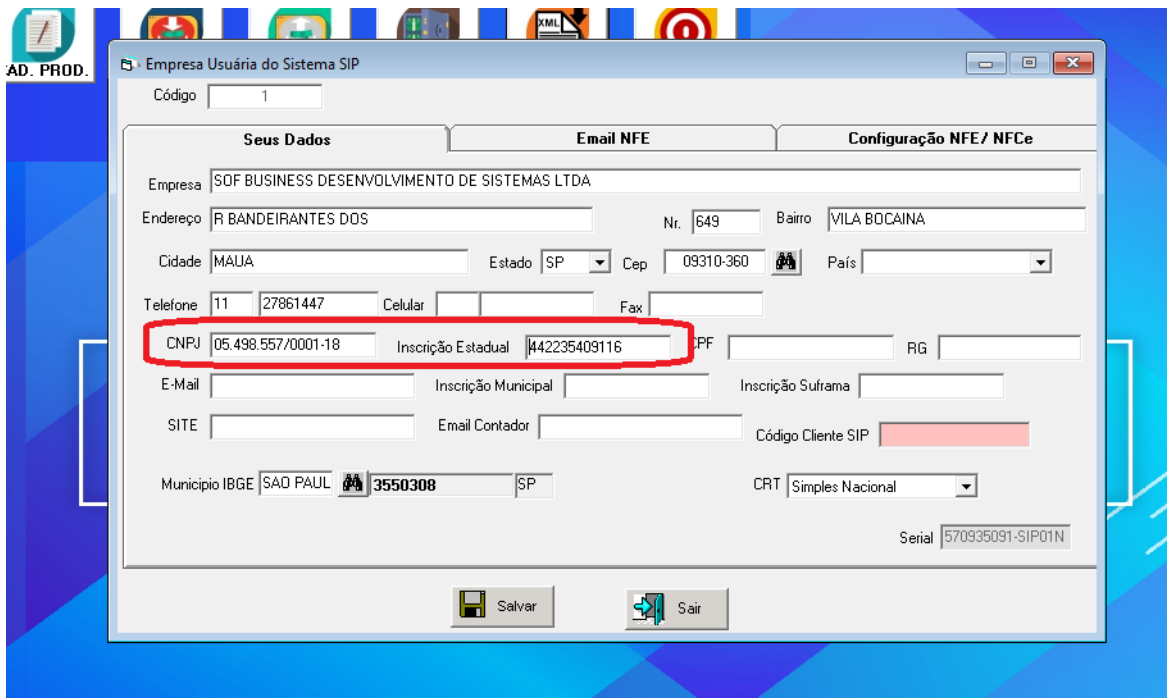 XML
AD. PROD.
Empresa Usuária do Sistema SIP
Código 1
Seus Dados Email NFE Configuração NFE/ NFCe
Empresa SOF BUSINESS DESENVOLVIMENTO DE SISTEMAS LTDA
Endereço R BANDEIRANTES DOS Nr. 649 Bairro VILA BOCAINA
Cidade MAUA Estado SP Cep 09310-360 País
Telefone 11 27861447 Celular Fax
CNPJ 05.498.557/0001-18 Inscrição Estadual 442235409116 CPF RG
E-Mail Inscrição Municipal Inscrição Suframa
SITE Email Contador Código Cliente SIP
Municipio IBGE SAO PAUL 3550308 SP CRT Simples Nacional
Serial 570935091-SIP01N
Salvar Sair